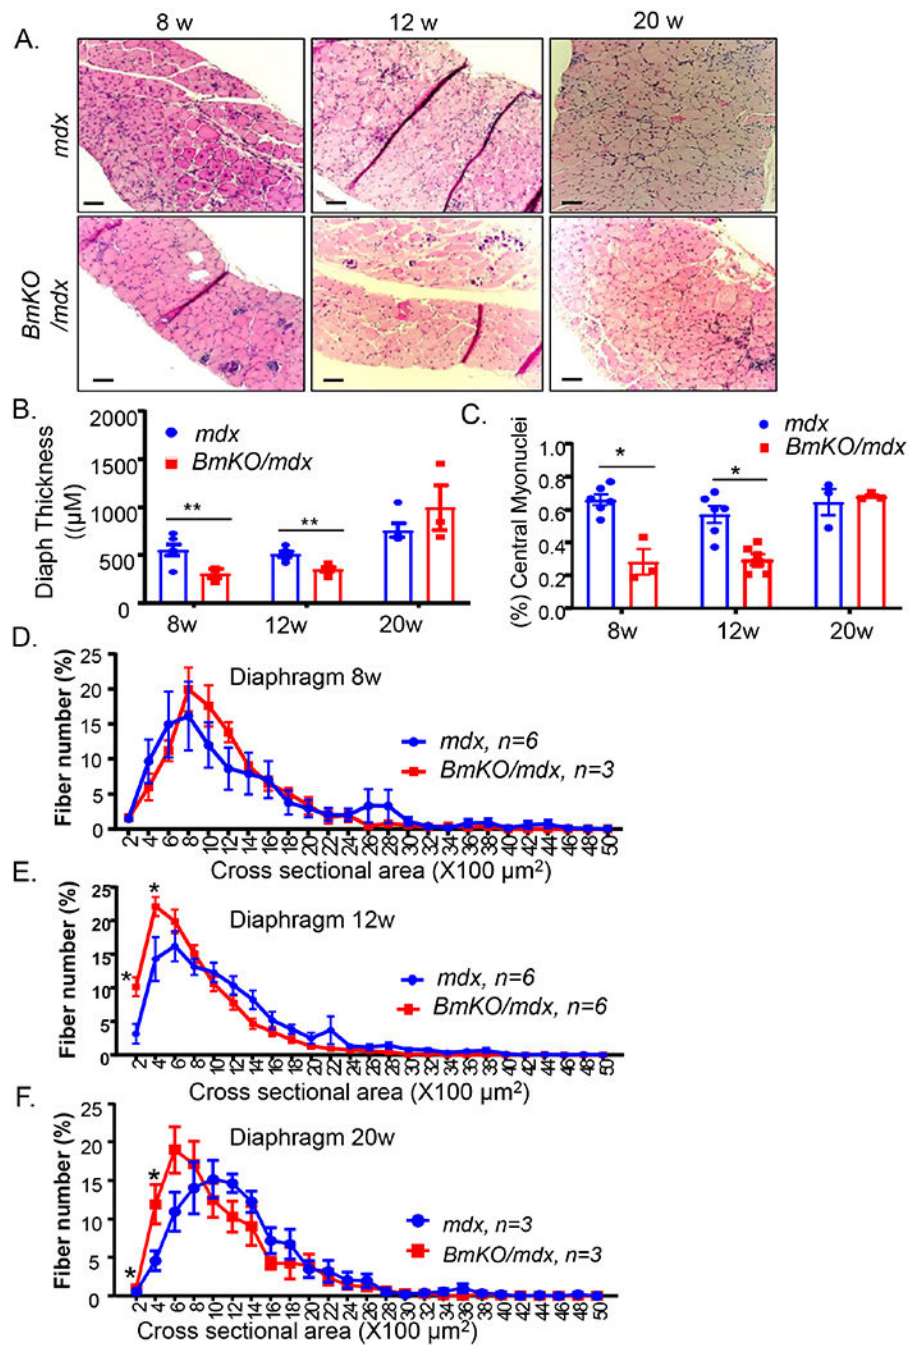 A.
8 w
12 w
20 w
mdx
BmKO
/mdx
B.
Diaph Thickness
((µM)
2000
1500
1000
500
0
mdx
BmKO/mdx
**
**
8w
12w
20w
C.
(%) Central Myonuclei
1.0
0.8
0.6
0.4
0.2
0.0
mdx
BmKO/mdx
*
*
8w
12w
20w
D.
Fiber number (%)
25
20
15
10
5
0
Diaphragm 8w
mdx, n=6
BmKO/mdx, n=3
2 4 6 8 10 12 14 16 18 20 22 24 26 28 30 32 34 36 38 40 42 44 46 48 50
Cross sectional area (X100 µm²)
E.
Fiber number (%)
25
20
15
10
5
0
*
*
Diaphragm 12w
mdx, n=6
BmKO/mdx, n=6
2 4 6 8 10 12 14 16 18 20 22 24 26 28 30 32 34 36 38 40 42 44 46 48 50
Cross sectional area (X100 µm²)
F.
Fiber number (%)
25
20
15
10
5
0
*
*
Diaphragm 20w
mdx, n=3
BmKO/mdx, n=3
2 4 6 8 10 12 14 16 18 20 22 24 26 28 30 32 34 36 38 40 42 44 46 48 50
Cross sectional area (X100 µm²)